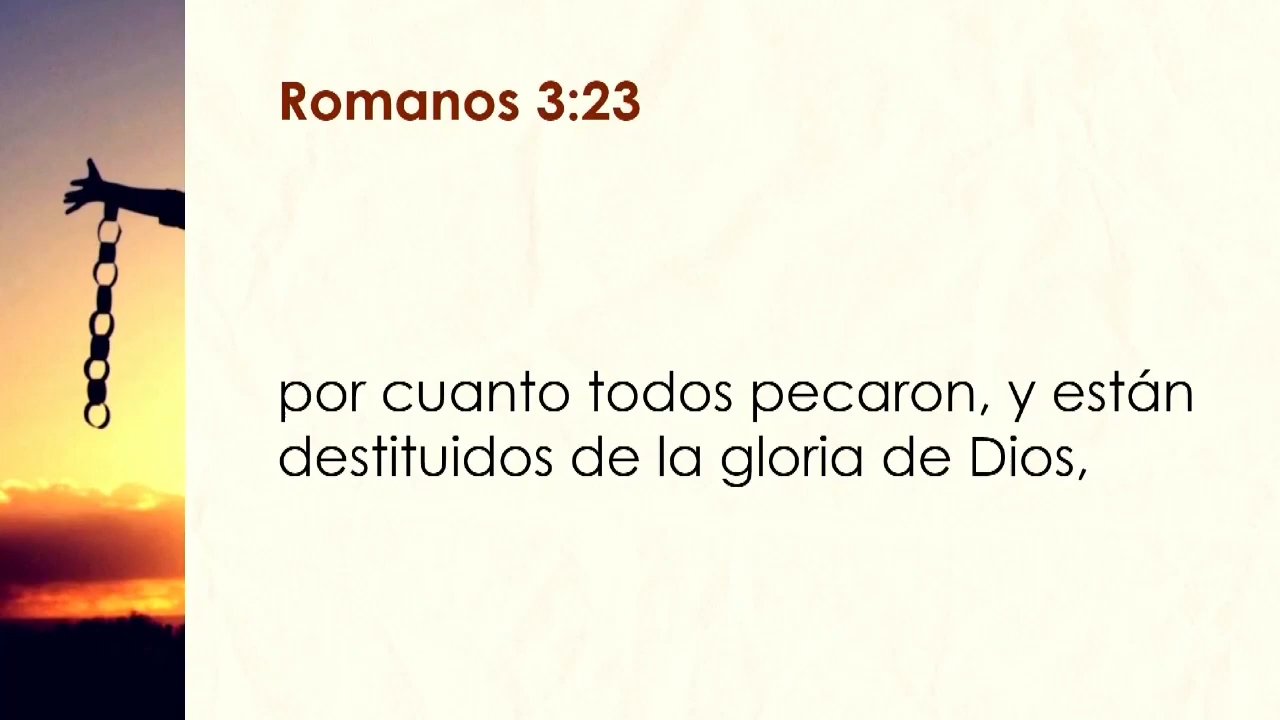 Romanos 3:23
por cuanto todos pecaron, y están
destituidos de la gloria de Dios,